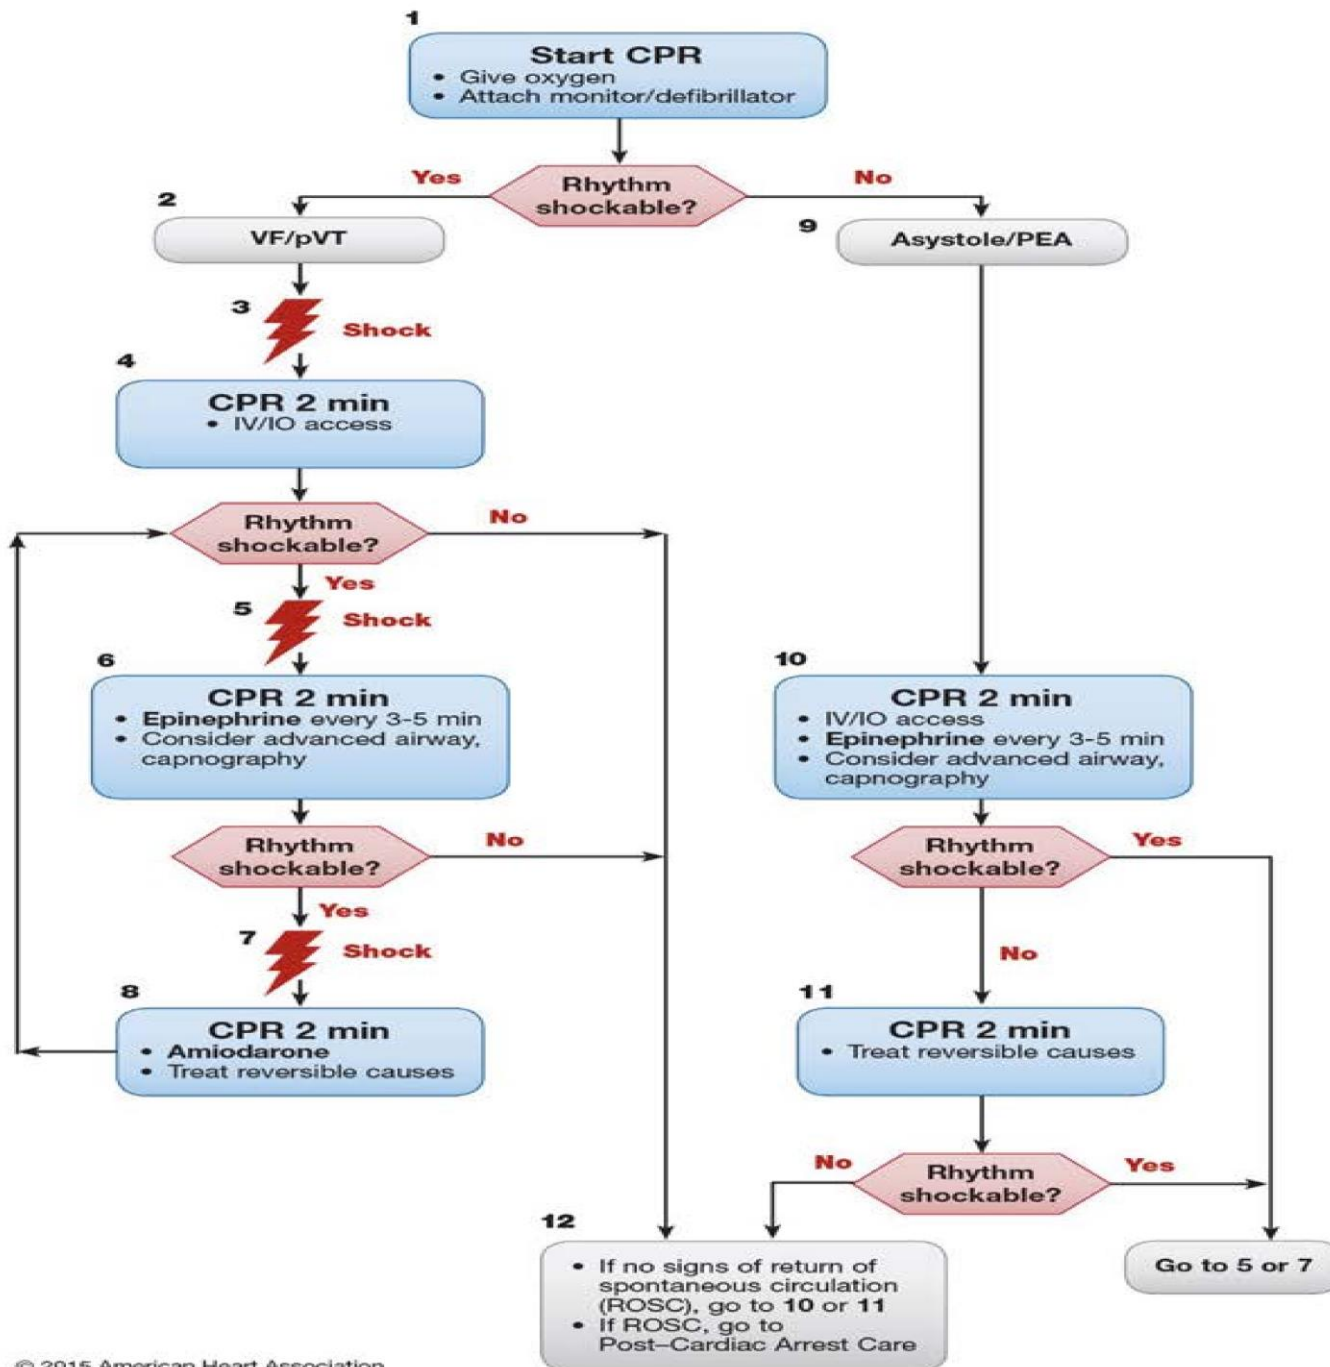 1
Start CPR
• Give oxygen
• Attach monitor/defibrillator
Yes
Rhythm
shockable?
No
2
VF/pVT
9
Asystole/PEA
3
Shock
4
CPR 2 min
• IV/IO access
Rhythm
shockable?
No
Yes
5
Shock
6
CPR 2 min
• Epinephrine every 3-5 min
• Consider advanced airway,
capnography
Rhythm
shockable?
No
Yes
7
Shock
8
CPR 2 min
• Amiodarone
• Treat reversible causes
10
CPR 2 min
• IV/IO access
• Epinephrine every 3-5 min
• Consider advanced airway,
capnography
Rhythm
shockable?
Yes
No
11
CPR 2 min
• Treat reversible causes
No
Rhythm
shockable?
Yes
12
• If no signs of return of
spontaneous circulation
(ROSC), go to 10 or 11
• If ROSC, go to
Post–Cardiac Arrest Care
Go to 5 or 7
© 2015 American Heart Association